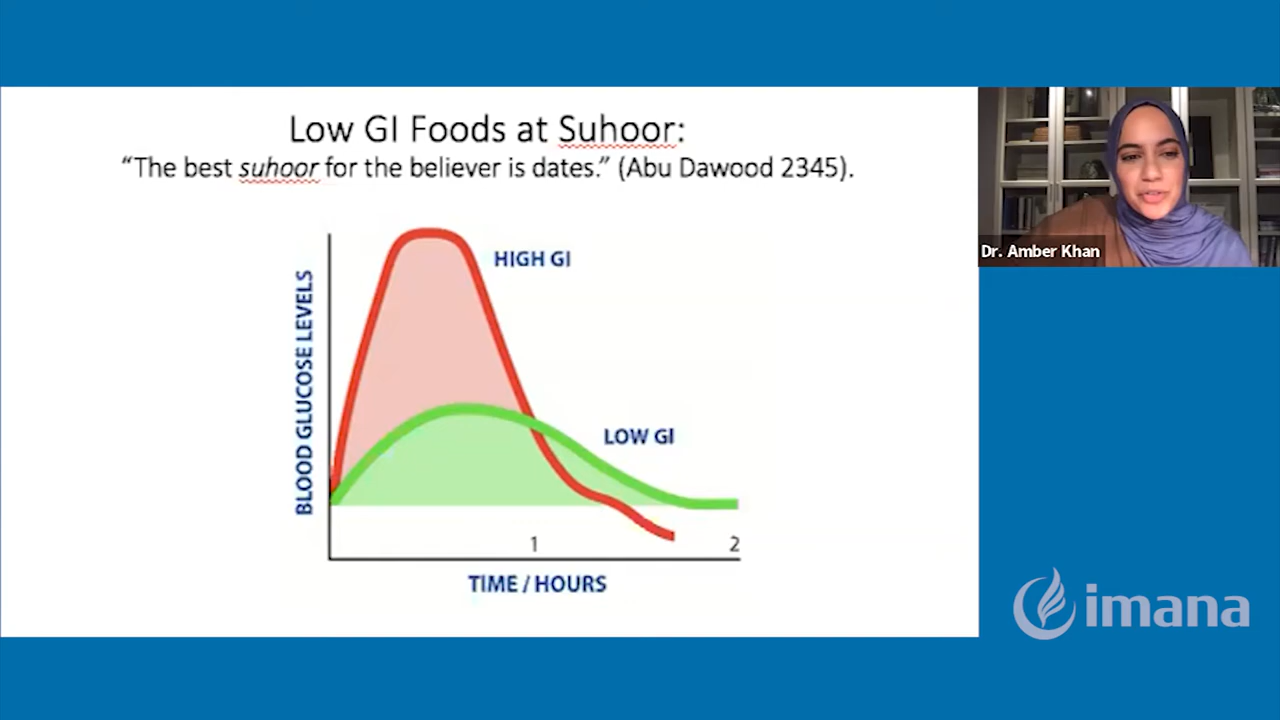 Low GI Foods at Suhoor:
“The best suhoor for the believer is dates.” (Abu Dawood 2345).
HIGH GI
LOW GI
BLOOD GLUCOSE LEVELS
1
2
TIME / HOURS
Dr. Amber Khan
imana